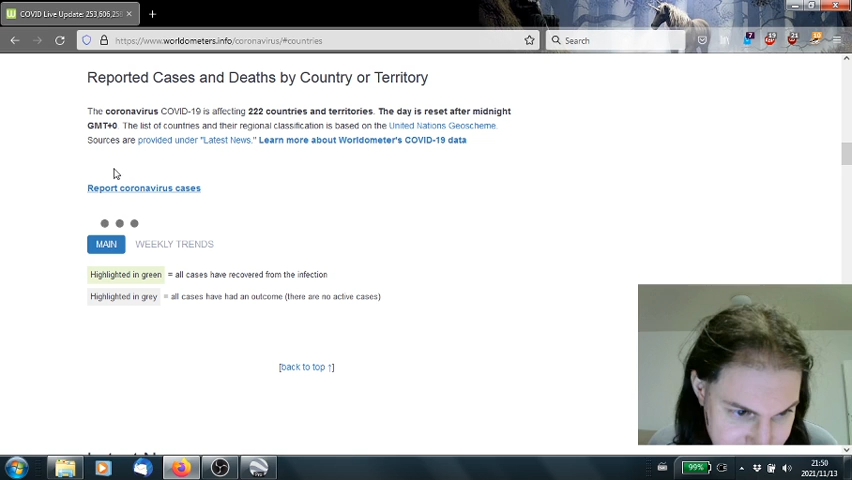 COVID Live Update: 253,606,256
https://www.worldometers.info/coronavirus/#countries
Search
7
19
21
10
Reported Cases and Deaths by Country or Territory
The coronavirus COVID-19 is affecting 222 countries and territories. The day is reset after midnight
GMT+0. The list of countries and their regional classification is based on the United Nations Geoscheme.
Sources are provided under "Latest News." Learn more about Worldometer's COVID-19 data
Report coronavirus cases
MAIN WEEKLY TRENDS
Highlighted in green = all cases have recovered from the infection
Highlighted in grey = all cases have had an outcome (there are no active cases)
[back to top ↑]
99%
21:50
2021/11/13